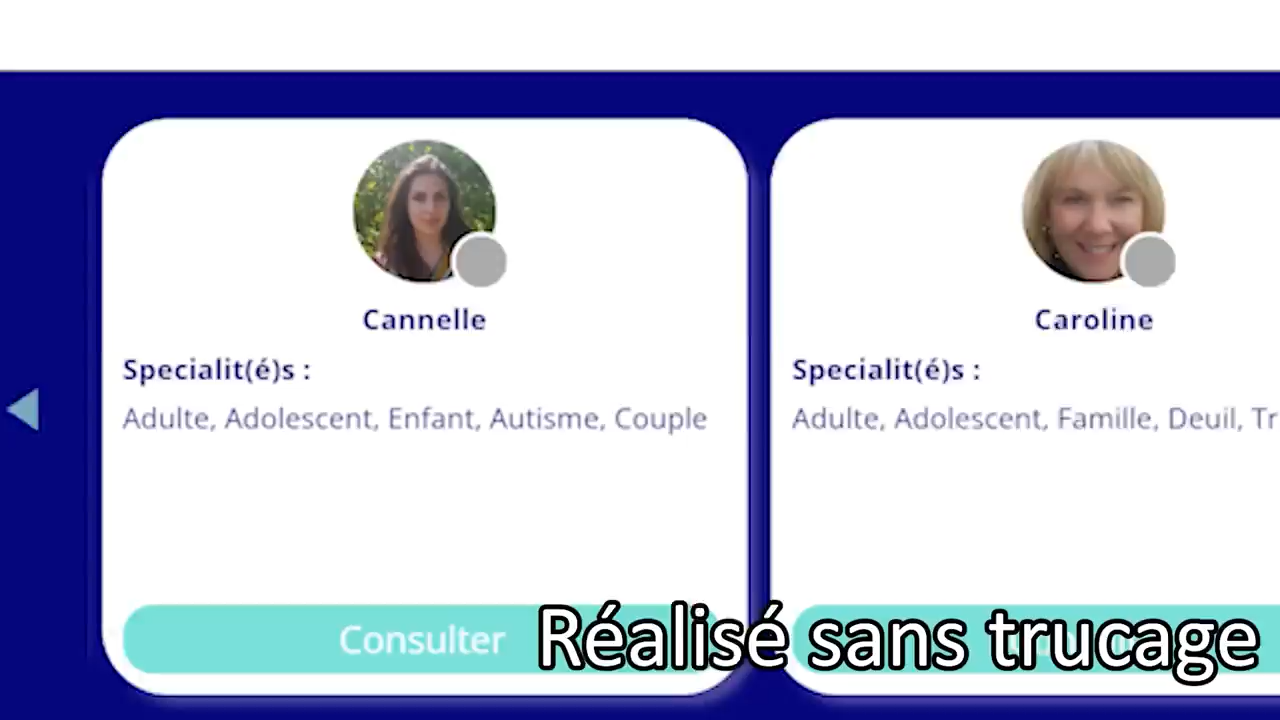 Cannelle
Specialit(é)s :
Adulte, Adolescent, Enfant, Autisme, Couple
Consulter
Caroline
Specialit(é)s :
Adulte, Adolescent, Famille, Deuil, Tr
Réalisé sans trucage